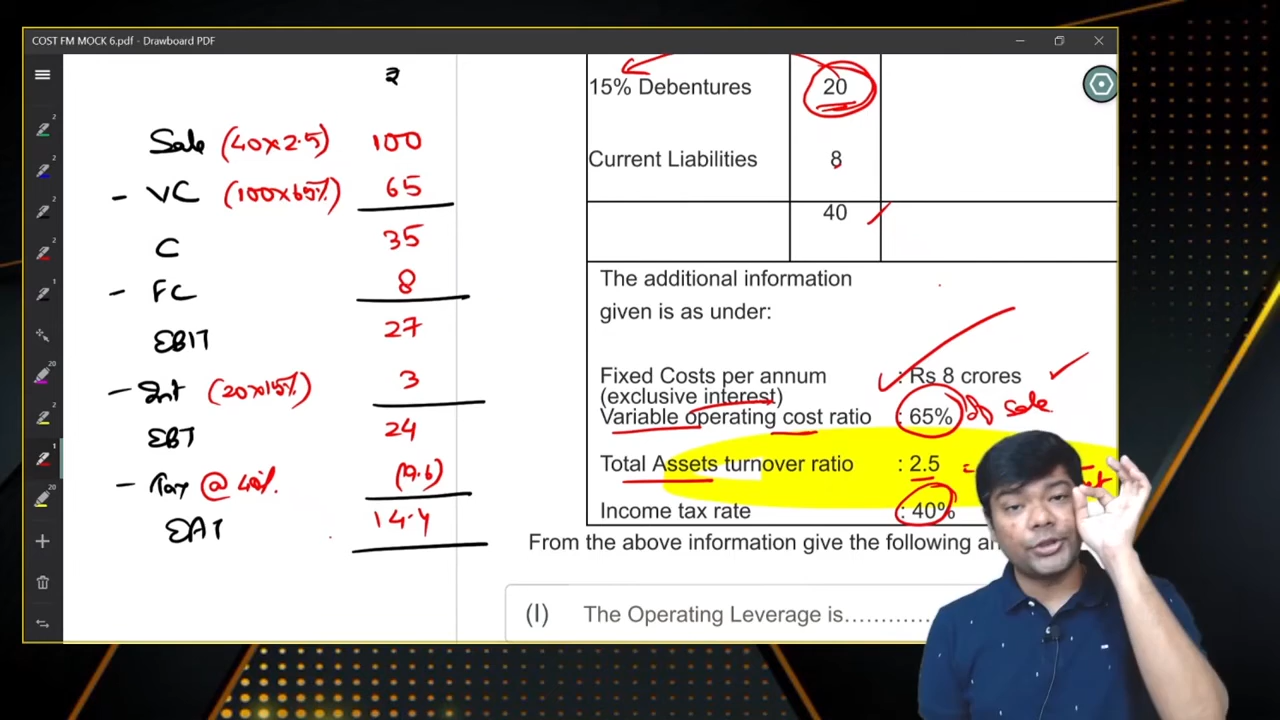 COST FM MOCK 6.pdf - Drawboard PDF
₹
Sale (40×2.5) 100
- VC (100×65%) 65
C 35
- FC 8
EBIT 27
- Int (20×15%) 3
EBT 24
- Tax @ 40%. (9.6)
EAT 14.4
15% Debentures 20
Current Liabilities 8
40
The additional information
given is as under:
Fixed Costs per annum : Rs 8 crores
(exclusive interest)
Variable operating cost ratio : 65% of sale
Total Assets turnover ratio : 2.5 =
Income tax rate : 40%
From the above information give the following
(I) The Operating Leverage is..............